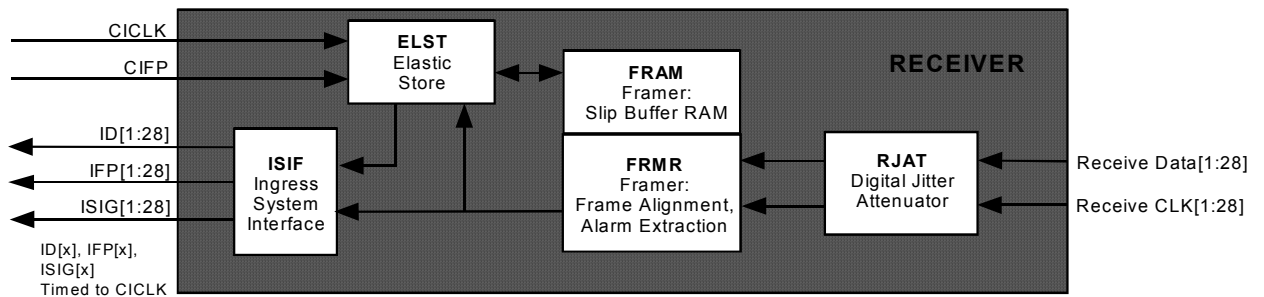 CICLK
CIFP
ID[1:28]
IFP[1:28]
ISIG[1:28]
ID[x], IFP[x],
ISIG[x]
Timed to CICLK
ELST
Elastic
Store
ISIF
Ingress
System
Interface
FRAM
Framer:
Slip Buffer RAM
FRMR
Framer:
Frame Alignment,
Alarm Extraction
RECEIVER
RJAT
Digital Jitter
Attenuator
Receive Data[1:28]
Receive CLK[1:28]